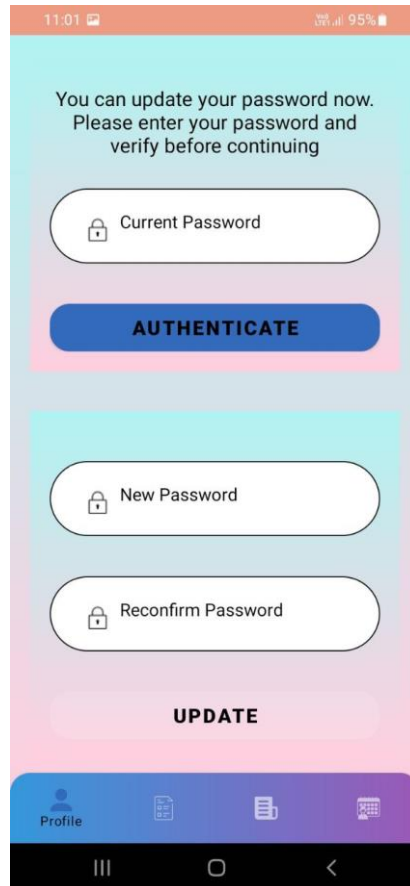 11:01 95%
You can update your password now.
Please enter your password and
verify before continuing
Current Password
AUTHENTICATE
New Password
Reconfirm Password
UPDATE
Profile